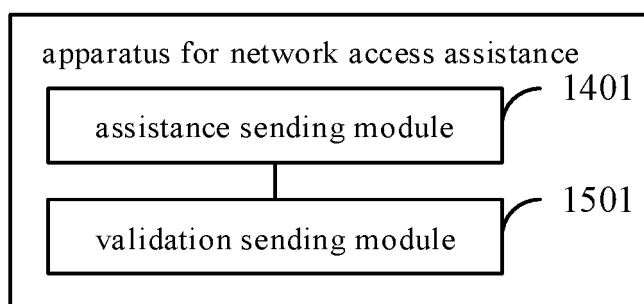 apparatus for network access assistance
1401
assistance sending module
1501
validation sending module